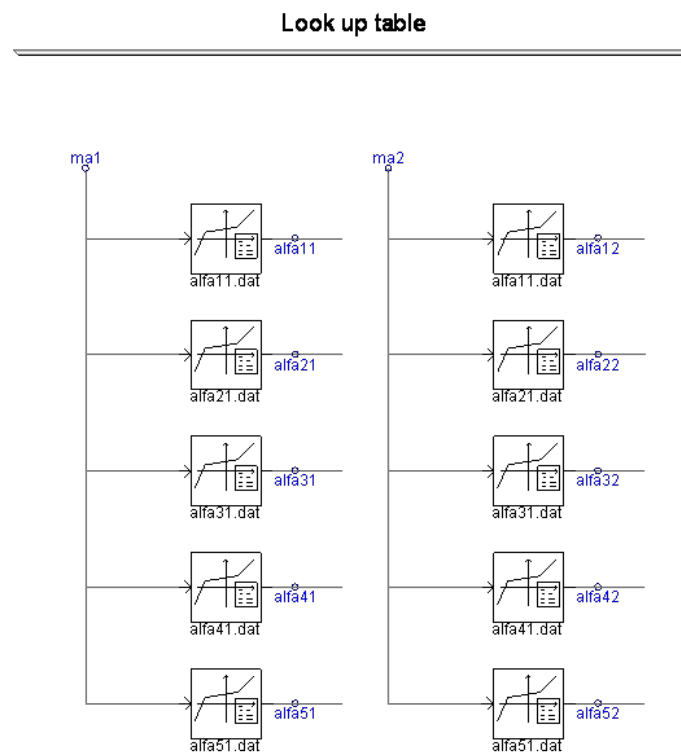 Look up table
ma1 ma2
alfa11 alfa12
alfa11.dat alfa11.dat
alfa21 alfa22
alfa21.dat alfa21.dat
alfa31 alfa32
alfa31.dat alfa31.dat
alfa41 alfa42
alfa41.dat alfa41.dat
alfa51 alfa52
alfa51.dat alfa51.dat